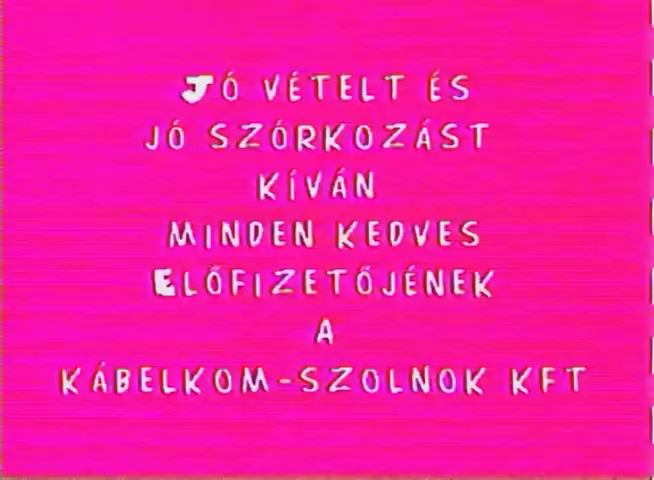 JÓ VÉTELT ÉS
JÓ SZÓRKOZÁST
KÍVÁN
MINDEN KEDVES
ELŐFIZETŐJÉNEK
A
KÁBELKOM-SZOLNOK KFT